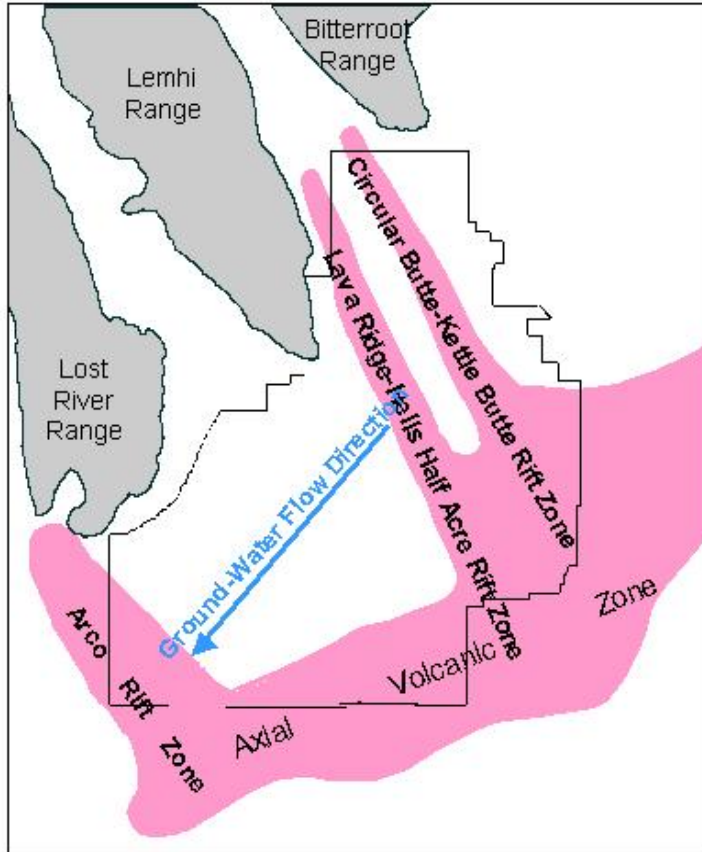 Bitterroot
Range
Lemhi
Range
Circular Butte-Kettle Butte Rift Zone
Lava Ridge-Hells Half Acre Rift Zone
Lost
River
Range
Ground-Water Flow Direction
Arco Rift Zone
Axial Volcanic Zone